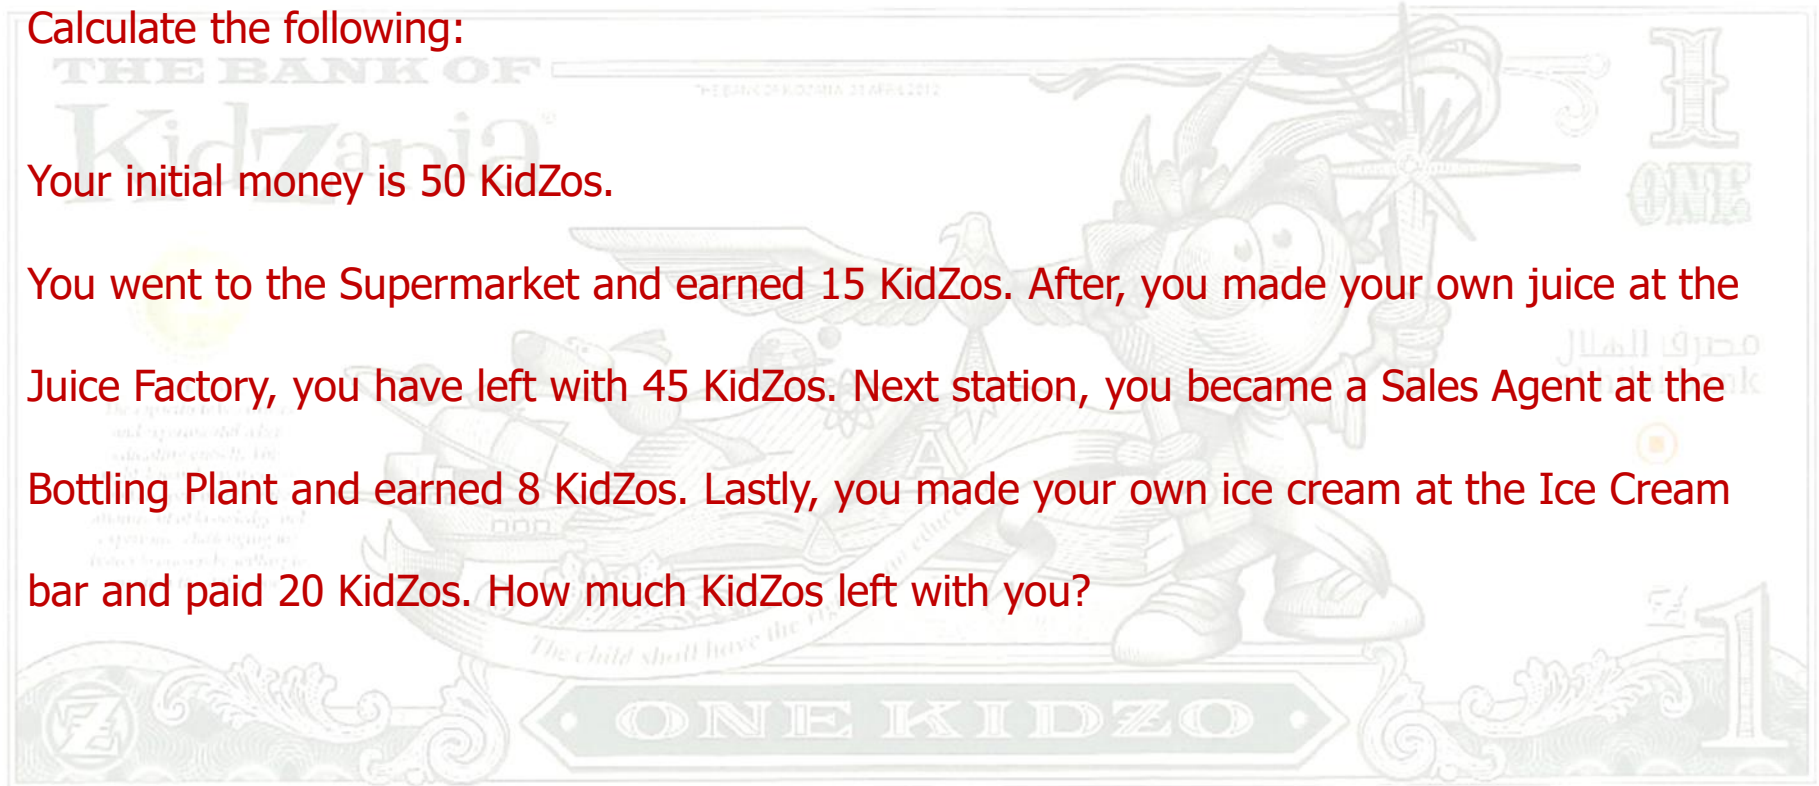 Calculate the following:
THE BANK OF
KidZania
THE BANK OF KIDZANIA
1
ONE
Your initial money is 50 KidZos.
You went to the Supermarket and earned 15 KidZos. After, you made your own juice at the
مصرف الهلال
Juice Factory, you have left with 45 KidZos. Next station, you became a Sales Agent at the
Bottling Plant and earned 8 KidZos. Lastly, you made your own ice cream at the Ice Cream
bar and paid 20 KidZos. How much KidZos left with you?
The child shall have the
ONE KIDZO
1